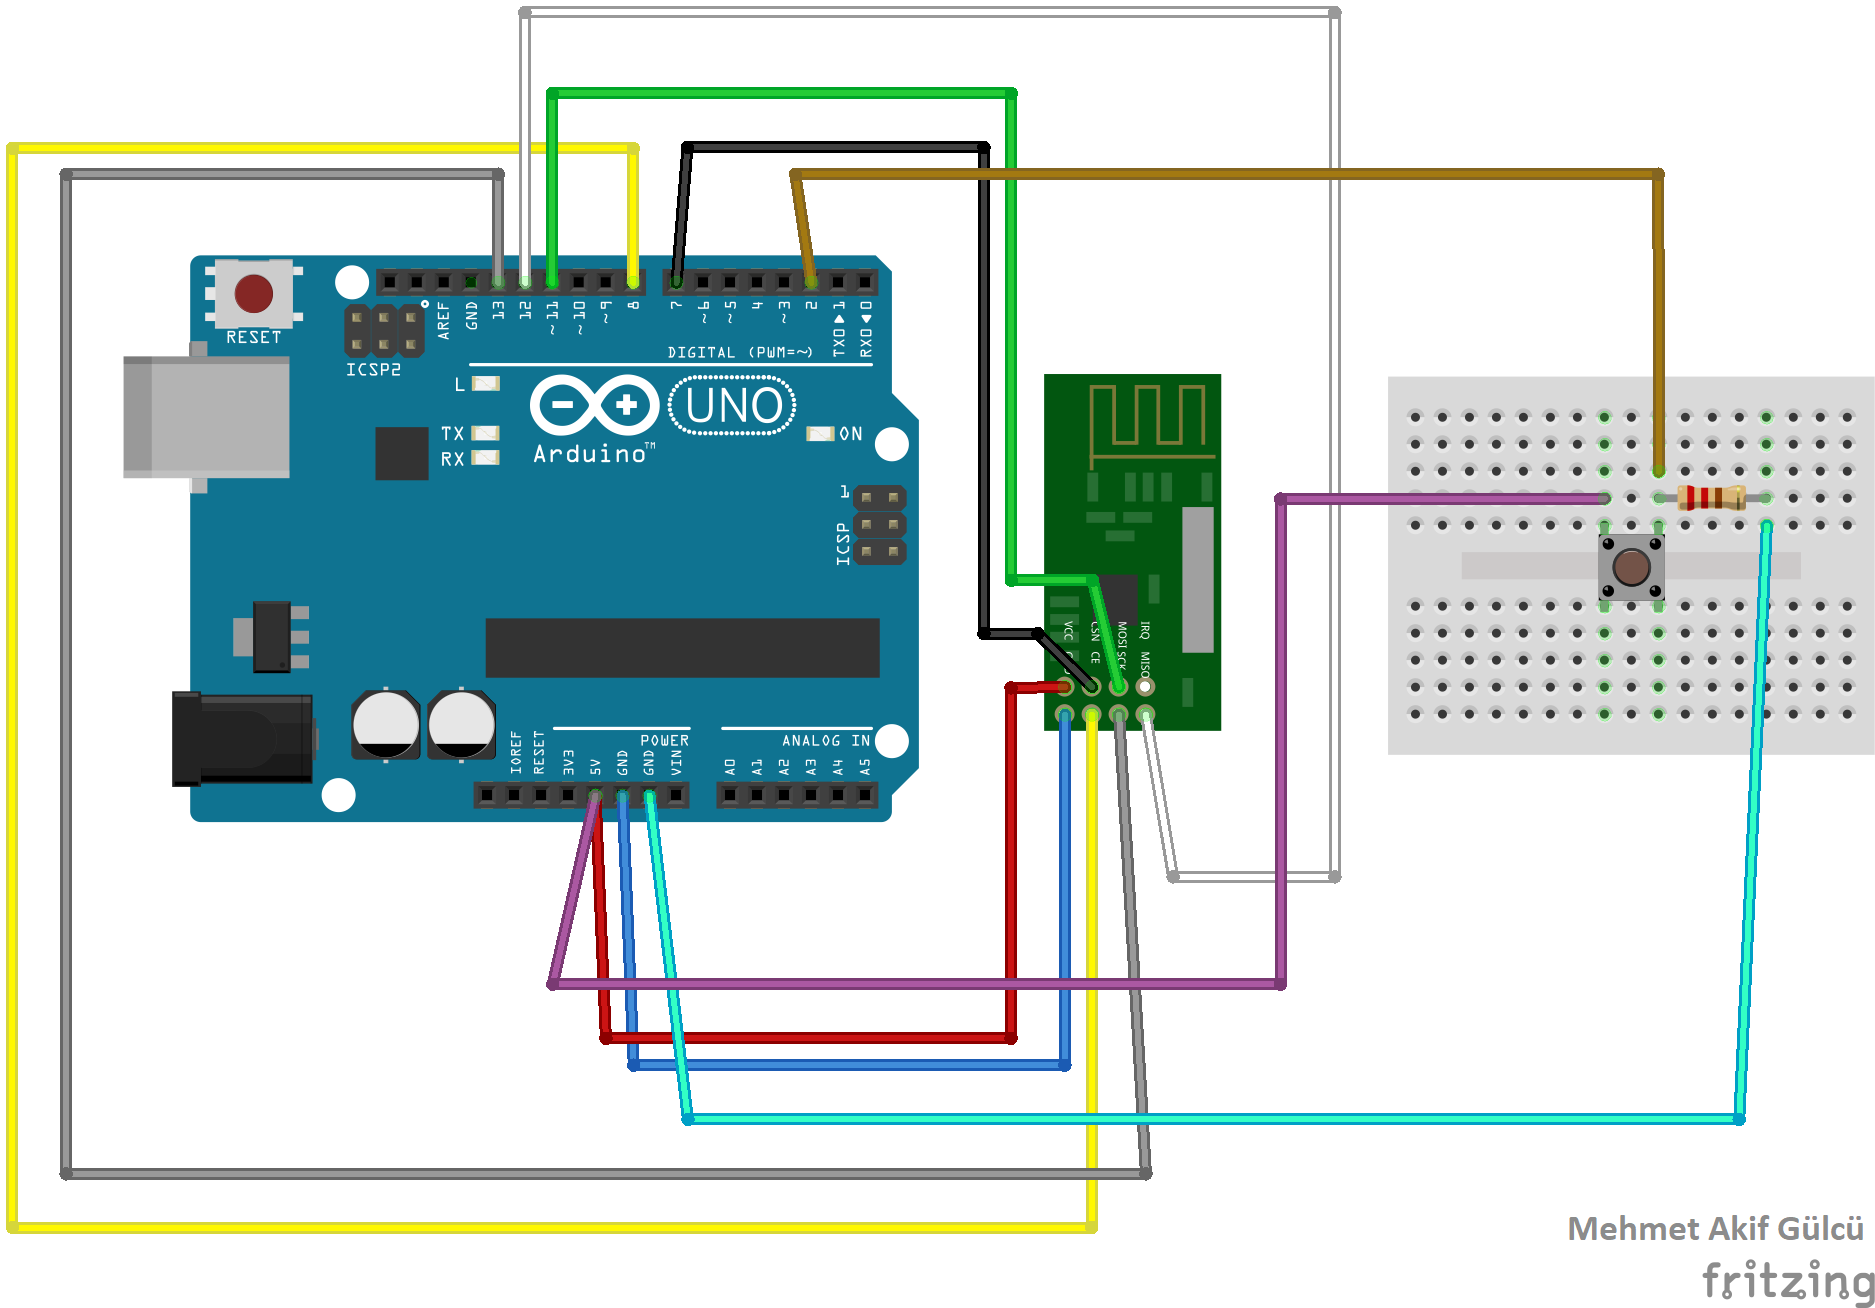 RESET
ICSP2
AREF
GND
13
12
~11
~10
~9
8
7
~6
~5
4
~3
2
TX0 1
RX0 0
DIGITAL (PWM=~)
L
TX
RX
Arduino™
UNO
ON
1
ICSP
IOREF
RESET
3V3
5V
GND
GND
VIN
POWER
A0
A1
A2
A3
A4
A5
ANALOG IN
VCC
CSN
CE
MOSI
SCK
IRQ
MISO
Mehmet Akif Gülcü
fritzing